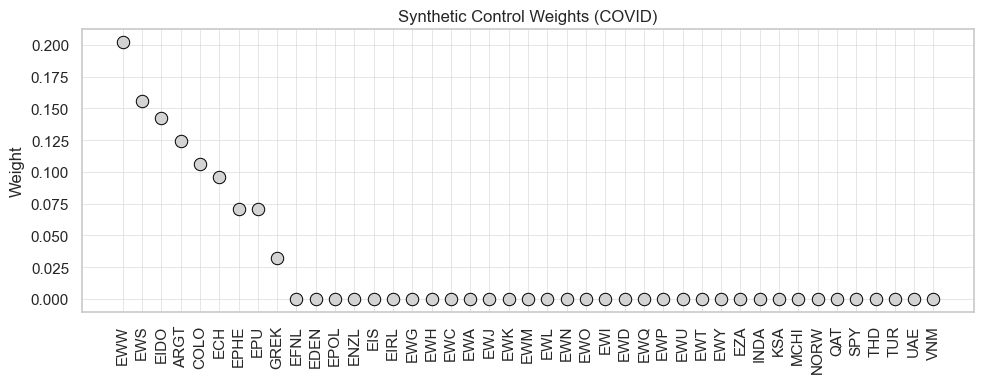 Synthetic Control Weights (COVID)
0.200
0.175
0.150
0.125
0.100
0.075
0.050
0.025
0.000
Weight
EWW
EWS
EIDO
ARGT
COLO
ECH
EPHE
EPU
GREK
EFNL
EDEN
EPOL
ENZL
EIS
EIRL
EWG
EWH
EWC
EWA
EWJ
EWK
EWM
EWL
EWN
EWO
EWI
EWD
EWQ
EWP
EWU
EWT
EWY
EZA
INDA
KSA
MCHI
NORW
QAT
SPY
THD
TUR
UAE
VNM